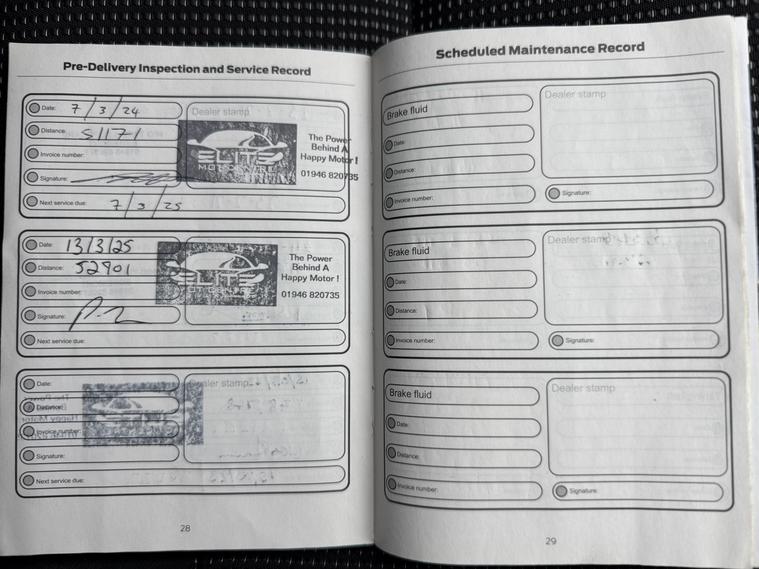 Pre-Delivery Inspection and Service Record
Date: 7/3/24
Distance: 51171
Invoice number:
Signature:
Next service due: 7/3/25
Dealer stamp
ELITE
MOTORCENTRE
The Power
Behind A
Happy Motor !
01946 820735
Date: 13/3/25
Distance: 52901
Invoice number:
Signature:
Next service due:
ELITE
The Power
Behind A
Happy Motor !
01946 820735
Date:
Distance:
Invoice number:
Signature:
Next service due:
Dealer stamp
28
Scheduled Maintenance Record
Brake fluid
Date:
Distance:
Invoice number:
Dealer stamp
Signature:
Brake fluid
Date:
Distance:
Invoice number:
Dealer stamp
Signature:
Brake fluid
Date:
Distance:
Invoice number:
Dealer stamp
Signature:
29